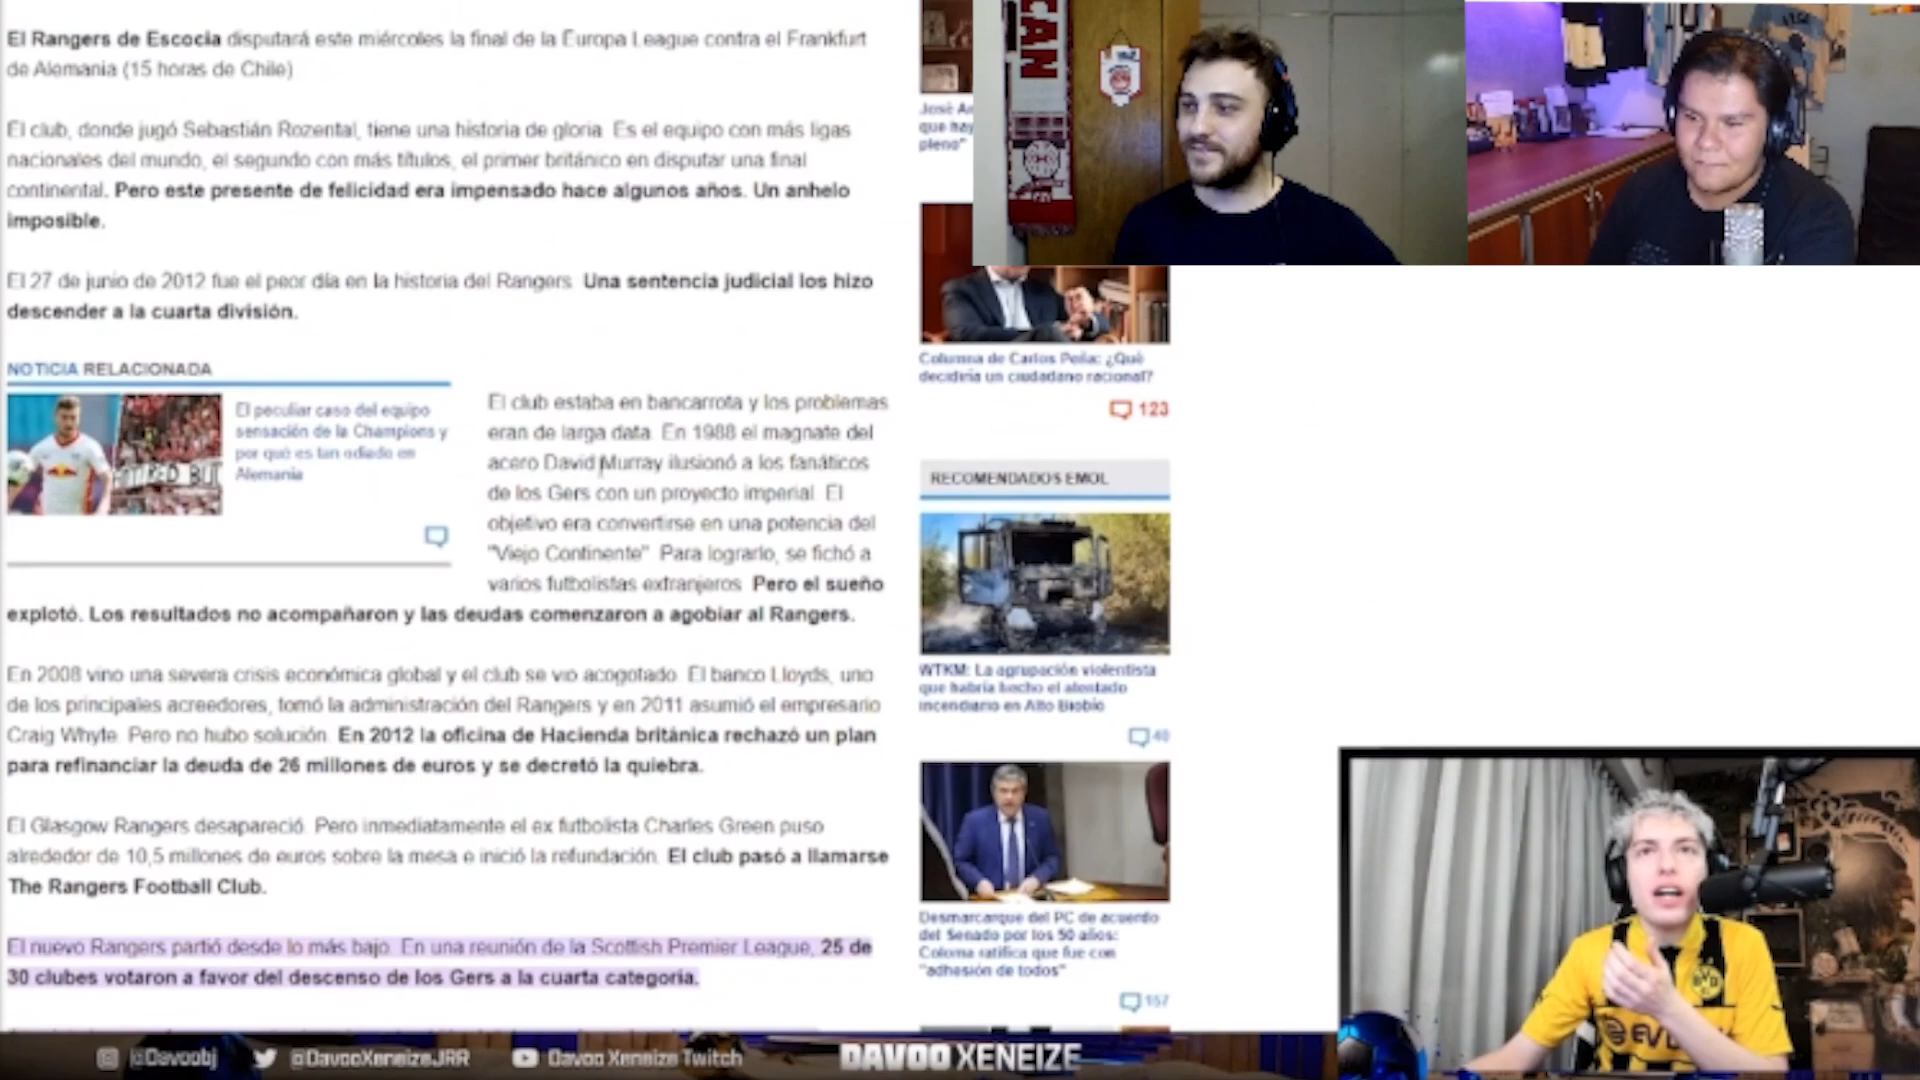 El Rangers de Escocia disputará este miércoles la final de la Europa League contra el Frankfurt
de Alemania (15 horas de Chile)
El club, donde jugó Sebastián Rozental, tiene una historia de gloria. Es el equipo con más ligas
nacionales del mundo, el segundo con más títulos, el primer británico en disputar una final
continental. Pero este presente de felicidad era impensado hace algunos años. Un anhelo
imposible.
El 27 de junio de 2012 fue el peor día en la historia del Rangers. Una sentencia judicial los hizo
descender a la cuarta división.
NOTICIA RELACIONADA
El peculiar caso del equipo
sensación de la Champions y
por qué es tan odiado en
Alemania
El club estaba en bancarrota y los problemas
eran de larga data. En 1988 el magnate del
acero David Murray ilusionó a los fanáticos
de los Gers con un proyecto imperial. El
objetivo era convertirse en una potencia del
"Viejo Continente". Para lograrlo, se fichó a
varios futbolistas extranjeros. Pero el sueño
explotó. Los resultados no acompañaron y las deudas comenzaron a agobiar al Rangers.
En 2008 vino una severa crisis económica global y el club se vio acogotado. El banco Lloyds, uno
de los principales acreedores, tomó la administración del Rangers y en 2011 asumió el empresario
Craig Whyte. Pero no hubo solución. En 2012 la oficina de Hacienda británica rechazó un plan
para refinanciar la deuda de 26 millones de euros y se decretó la quiebra.
El Glasgow Rangers desapareció. Pero inmediatamente el ex futbolista Charles Green puso
alrededor de 10,5 millones de euros sobre la mesa e inició la refundación. El club pasó a llamarse
The Rangers Football Club.
El nuevo Rangers partió desde lo más bajo. En una reunión de la Scottish Premier League, 25 de
30 clubes votaron a favor del descenso de los Gers a la cuarta categoría.
José
que hay
pleno"
Columna de Carlos Peña: ¿Qué
decidiría un ciudadano racional?
123
RECOMENDADOS EMOL
WTKM: La agrupación violentista
que habría hecho el atentado
incendiario en Alto Biobío
40
Desmarcarque del PC de acuerdo
del Senado por los 50 años:
Coloma ratifica que fue con
"adhesión de todos"
157
CAN
BVB
@Davoobj
@DavooXeneizeJRR
Davoo Xeneize Twitch
DAVOO XENEIZE